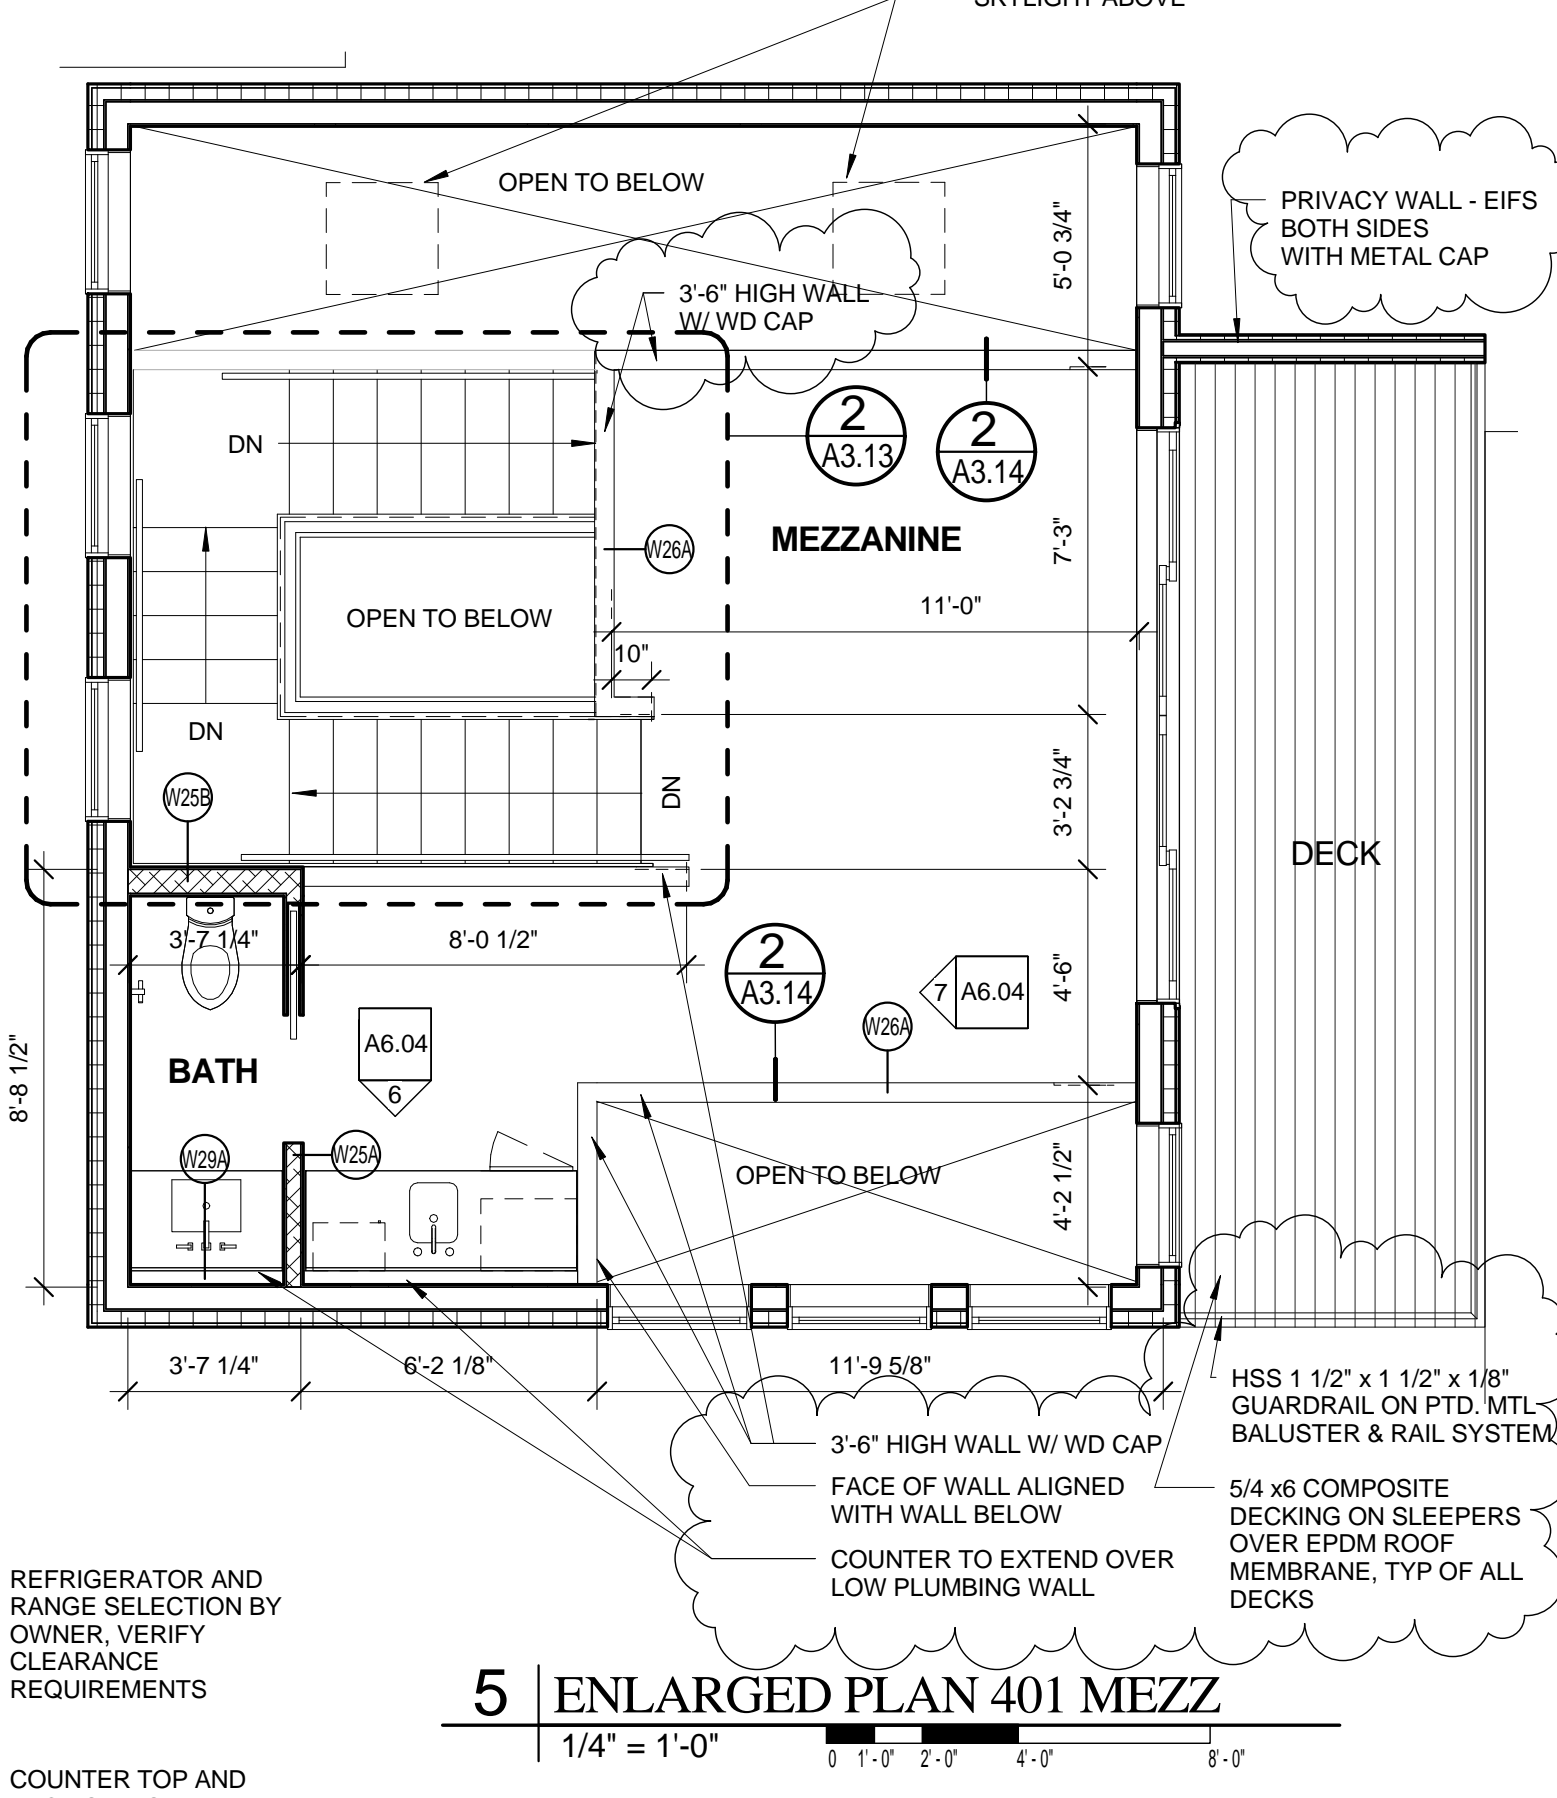 SKYLIGHT ABOVE
OPEN TO BELOW
PRIVACY WALL - EIFS
BOTH SIDES
WITH METAL CAP
5'-0 3/4"
3'-6" HIGH WALL
W/ WD CAP
2
A3.13
2
A3.14
DN
W26A
MEZZANINE
7'-3"
11'-0"
OPEN TO BELOW
10"
DN
DN
W25B
3'-2 3/4"
DECK
3'-7 1/4"
8'-0 1/2"
2
A3.14
7
A6.04
4'-6"
W26A
8'-8 1/2"
A6.04
6
BATH
W29A
W25A
OPEN TO BELOW
4'-2 1/2"
3'-7 1/4"
6'-2 1/8"
11'-9 5/8"
HSS 1 1/2" x 1 1/2" x 1/8"
GUARDRAIL ON PTD. MTL
BALUSTER & RAIL SYSTEM
3'-6" HIGH WALL W/ WD CAP
FACE OF WALL ALIGNED
WITH WALL BELOW
COUNTER TO EXTEND OVER
LOW PLUMBING WALL
5/4 x6 COMPOSITE
DECKING ON SLEEPERS
OVER EPDM ROOF
MEMBRANE, TYP OF ALL
DECKS
REFRIGERATOR AND
RANGE SELECTION BY
OWNER, VERIFY
CLEARANCE
REQUIREMENTS
5
ENLARGED PLAN 401 MEZZ
1/4" = 1'-0"
0 1'-0" 2'-0" 4'-0" 8'-0"
COUNTER TOP AND